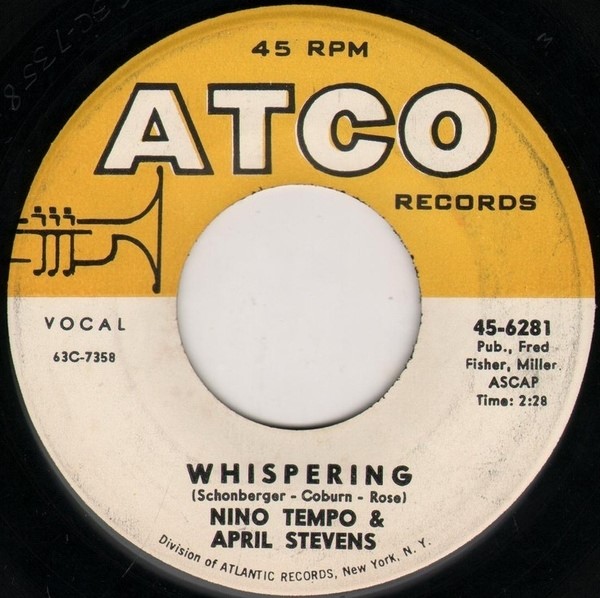 45 RPM
ATCO
RECORDS
VOCAL
63C-7358
45-6281
Pub., Fred
Fisher, Miller
ASCAP
Time: 2:28
WHISPERING
(Schonberger - Coburn - Rose)
NINO TEMPO &
APRIL STEVENS
Division of ATLANTIC RECORDS, New York, N. Y.